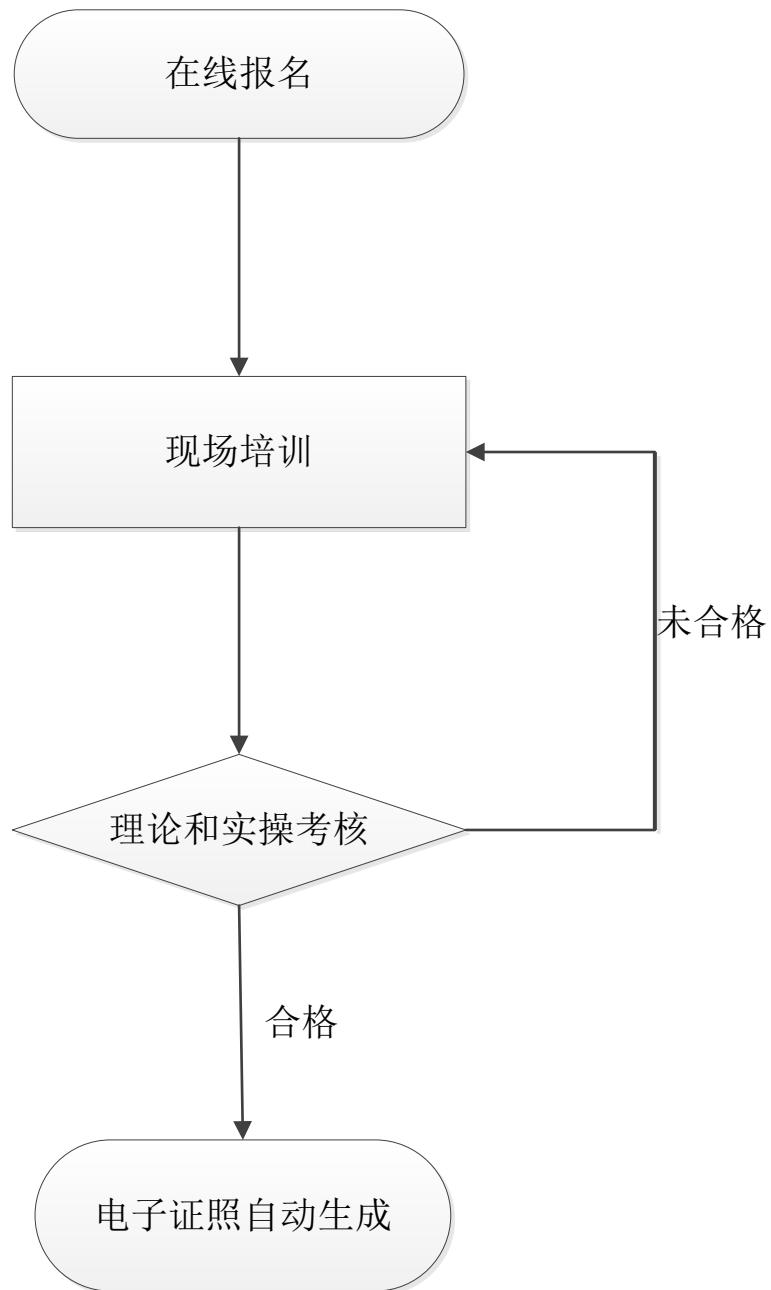 在线报名
现场培训
未合格
理论和实操考核
合格
电子证照自动生成